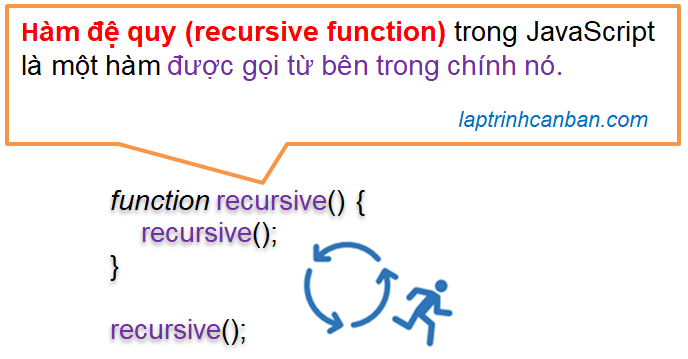 Hàm đệ quy (recursive function) trong JavaScript
là một hàm được gọi từ bên trong chính nó.
laptrinhcanban.com
function recursive() {
recursive();
}
recursive();